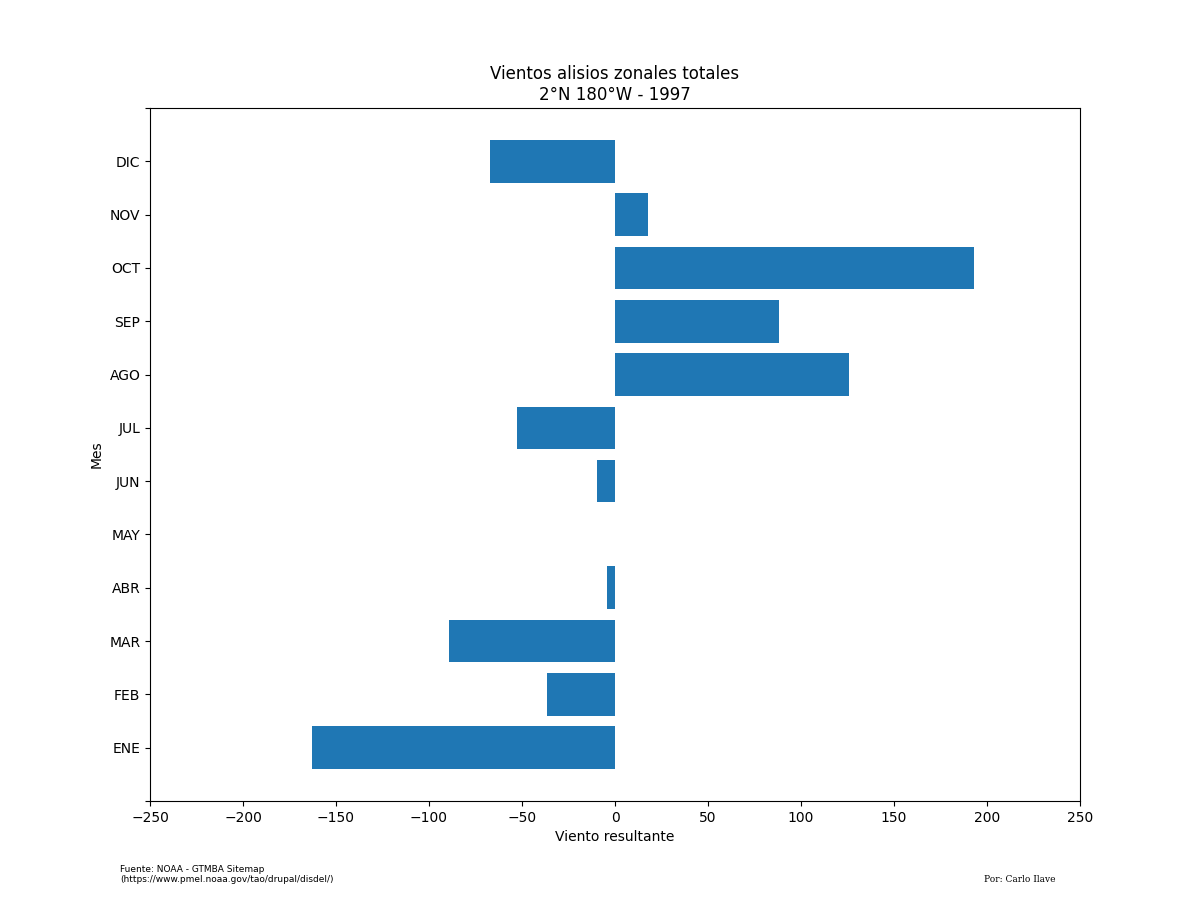 Vientos alisios zonales totales
2°N 180°W - 1997
Mes
DIC
NOV
OCT
SEP
AGO
JUL
JUN
MAY
ABR
MAR
FEB
ENE
−250 −200 −150 −100 −50 0 50 100 150 200 250
Viento resultante
Fuente: NOAA - GTMBA Sitemap
(https://www.pmel.noaa.gov/tao/drupal/disdel/)
Por: Carlo Ilave